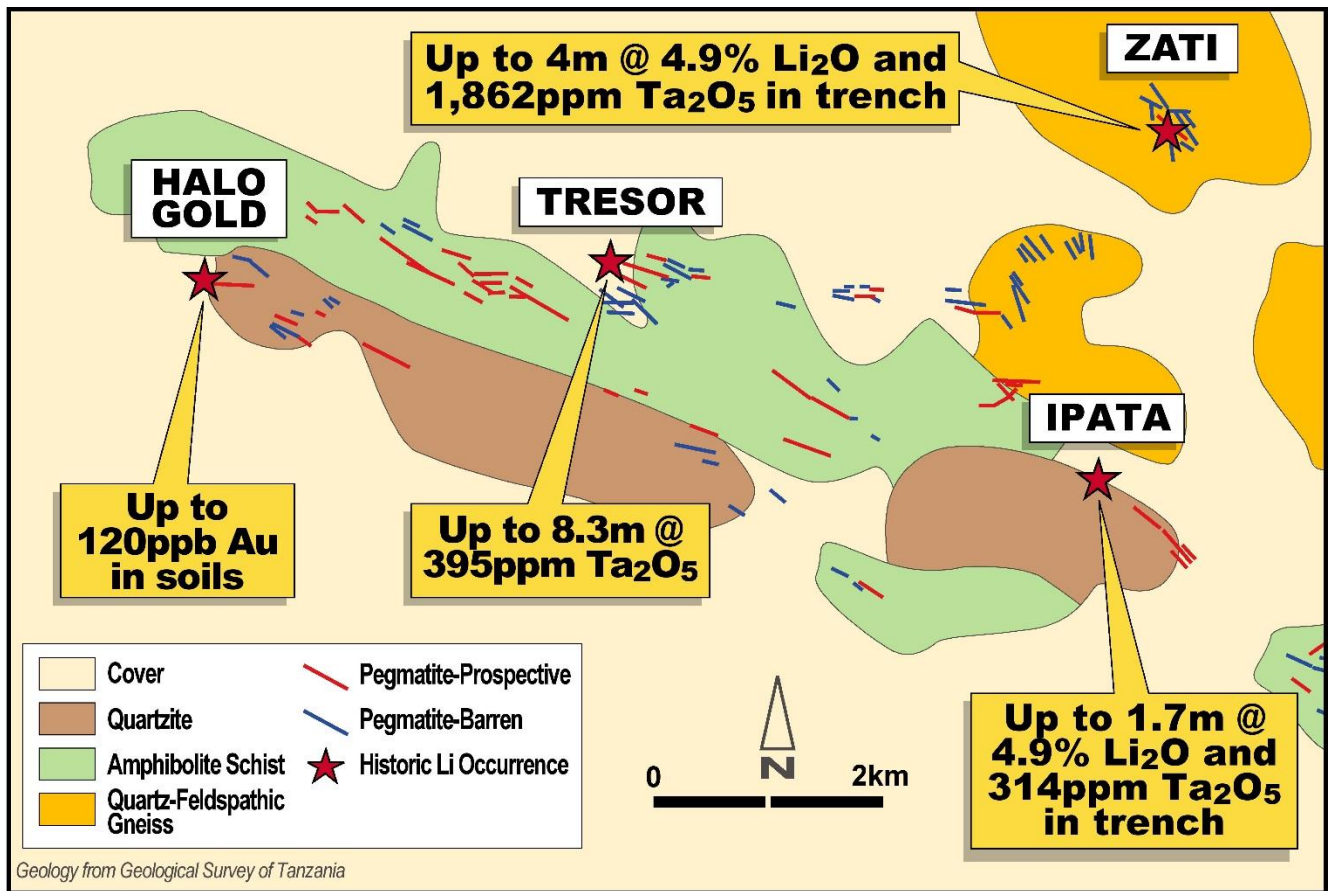 Up to 4m @ 4.9% Li₂O and
1,862ppm Ta₂O₅ in trench
ZATI
HALO
GOLD
TRESOR
IPATA
Up to
120ppb Au
in soils
Up to 8.3m @
395ppm Ta₂O₅
Up to 1.7m @
4.9% Li₂O and
314ppm Ta₂O₅
in trench
Cover
Quartzite
Amphibolite Schist
Quartz-Feldspathic
Gneiss
Pegmatite-Prospective
Pegmatite-Barren
Historic Li Occurrence
N
0 2km
Geology from Geological Survey of Tanzania